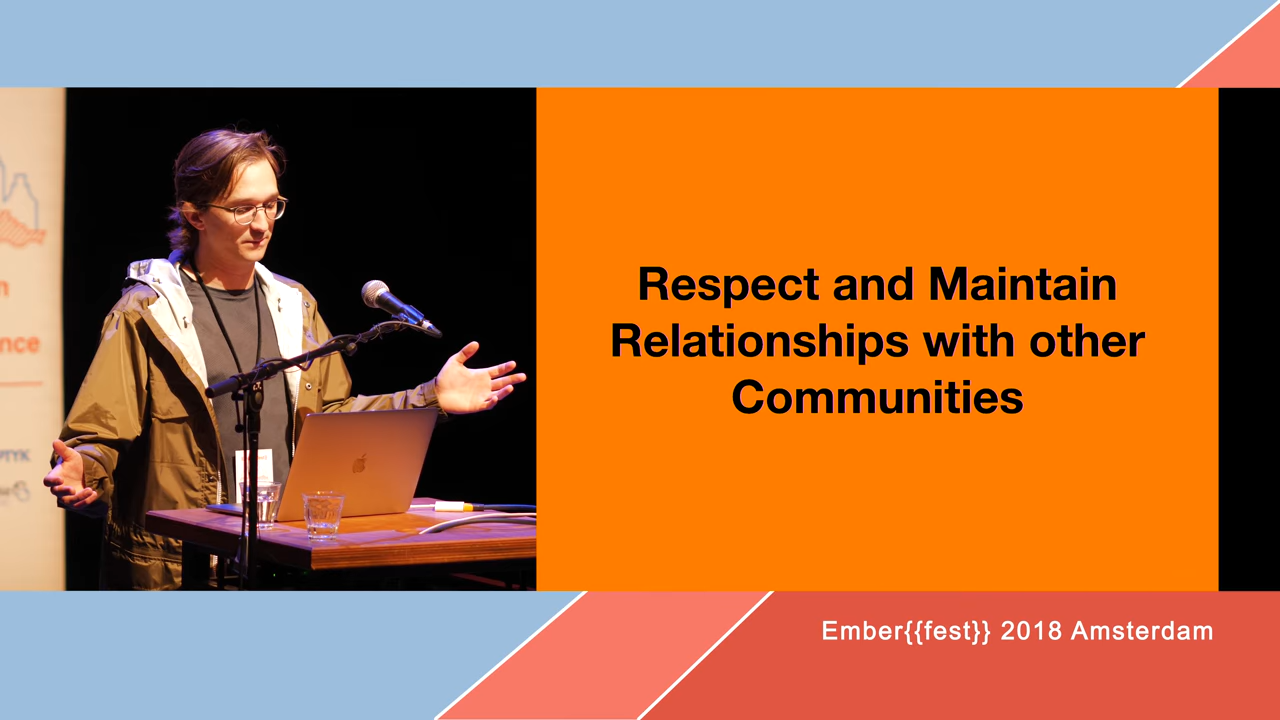 Respect and Maintain
Relationships with other
Communities
Ember{{fest}} 2018 Amsterdam